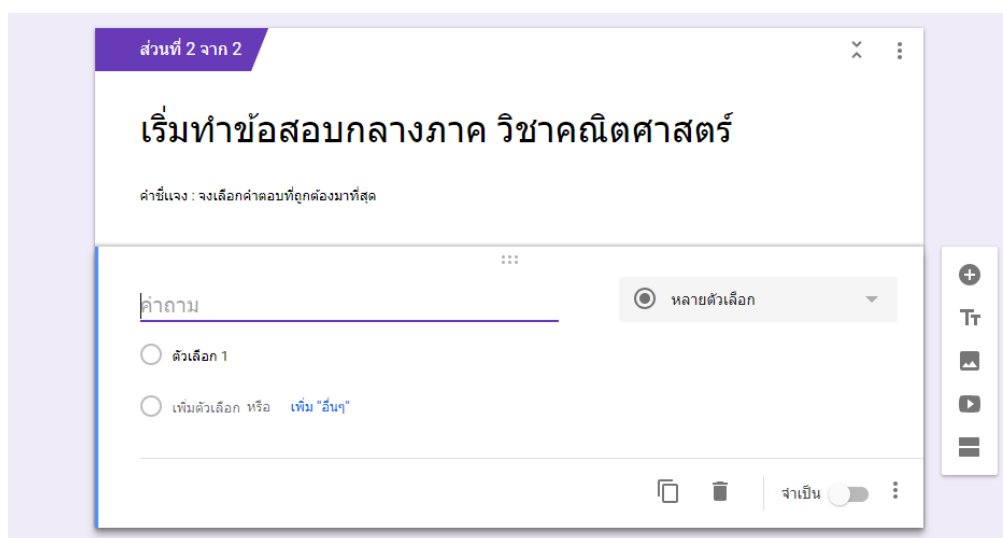 ส่วนที่ 2 จาก 2
เริ่มทำข้อสอบกลางภาค วิชาคณิตศาสตร์
คำชี้แจง : จงเลือกคำตอบที่ถูกต้องมาที่สุด
คำถาม
หลายตัวเลือก
ตัวเลือก 1
เพิ่มตัวเลือก หรือ เพิ่ม "อื่นๆ"
จำเป็น
Tт